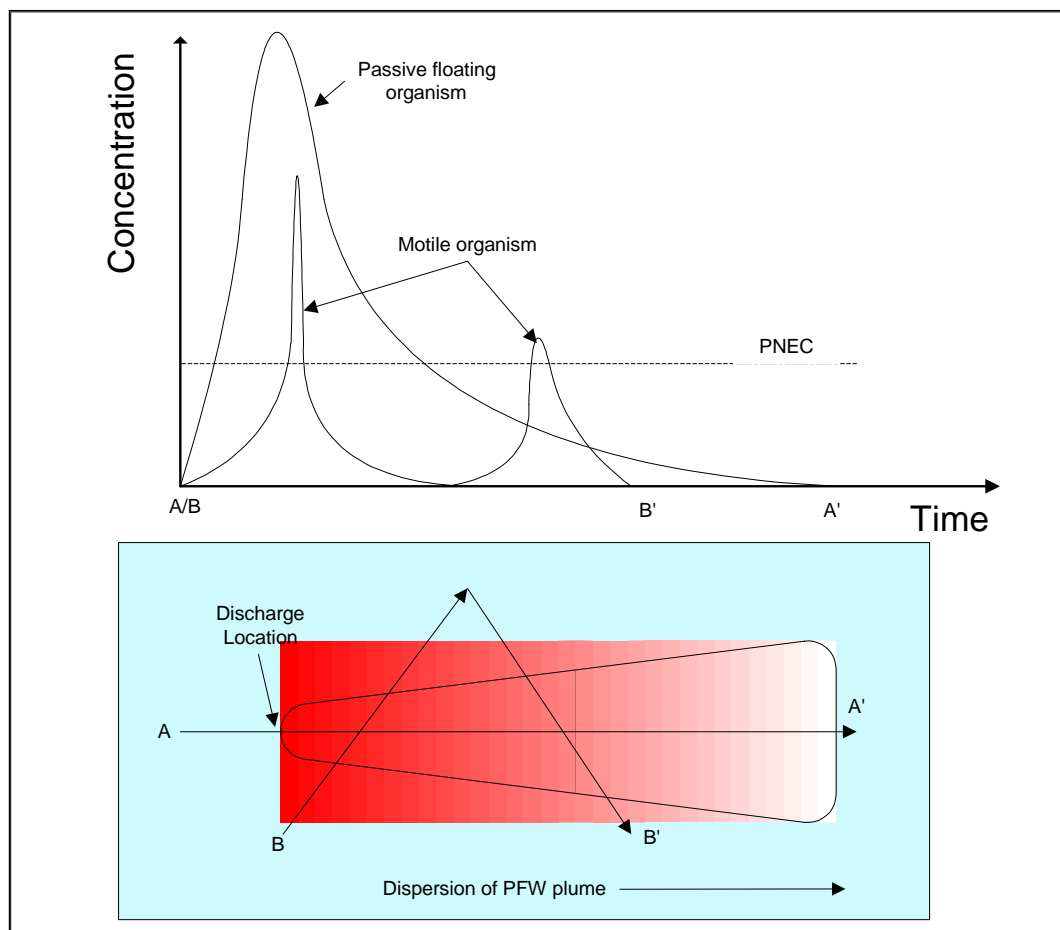 Concentration
Passive floating
organism
Motile organism
PNEC
A/B
B'
A'
Time
Discharge
Location
A
A'
B
B'
Dispersion of PFW plume